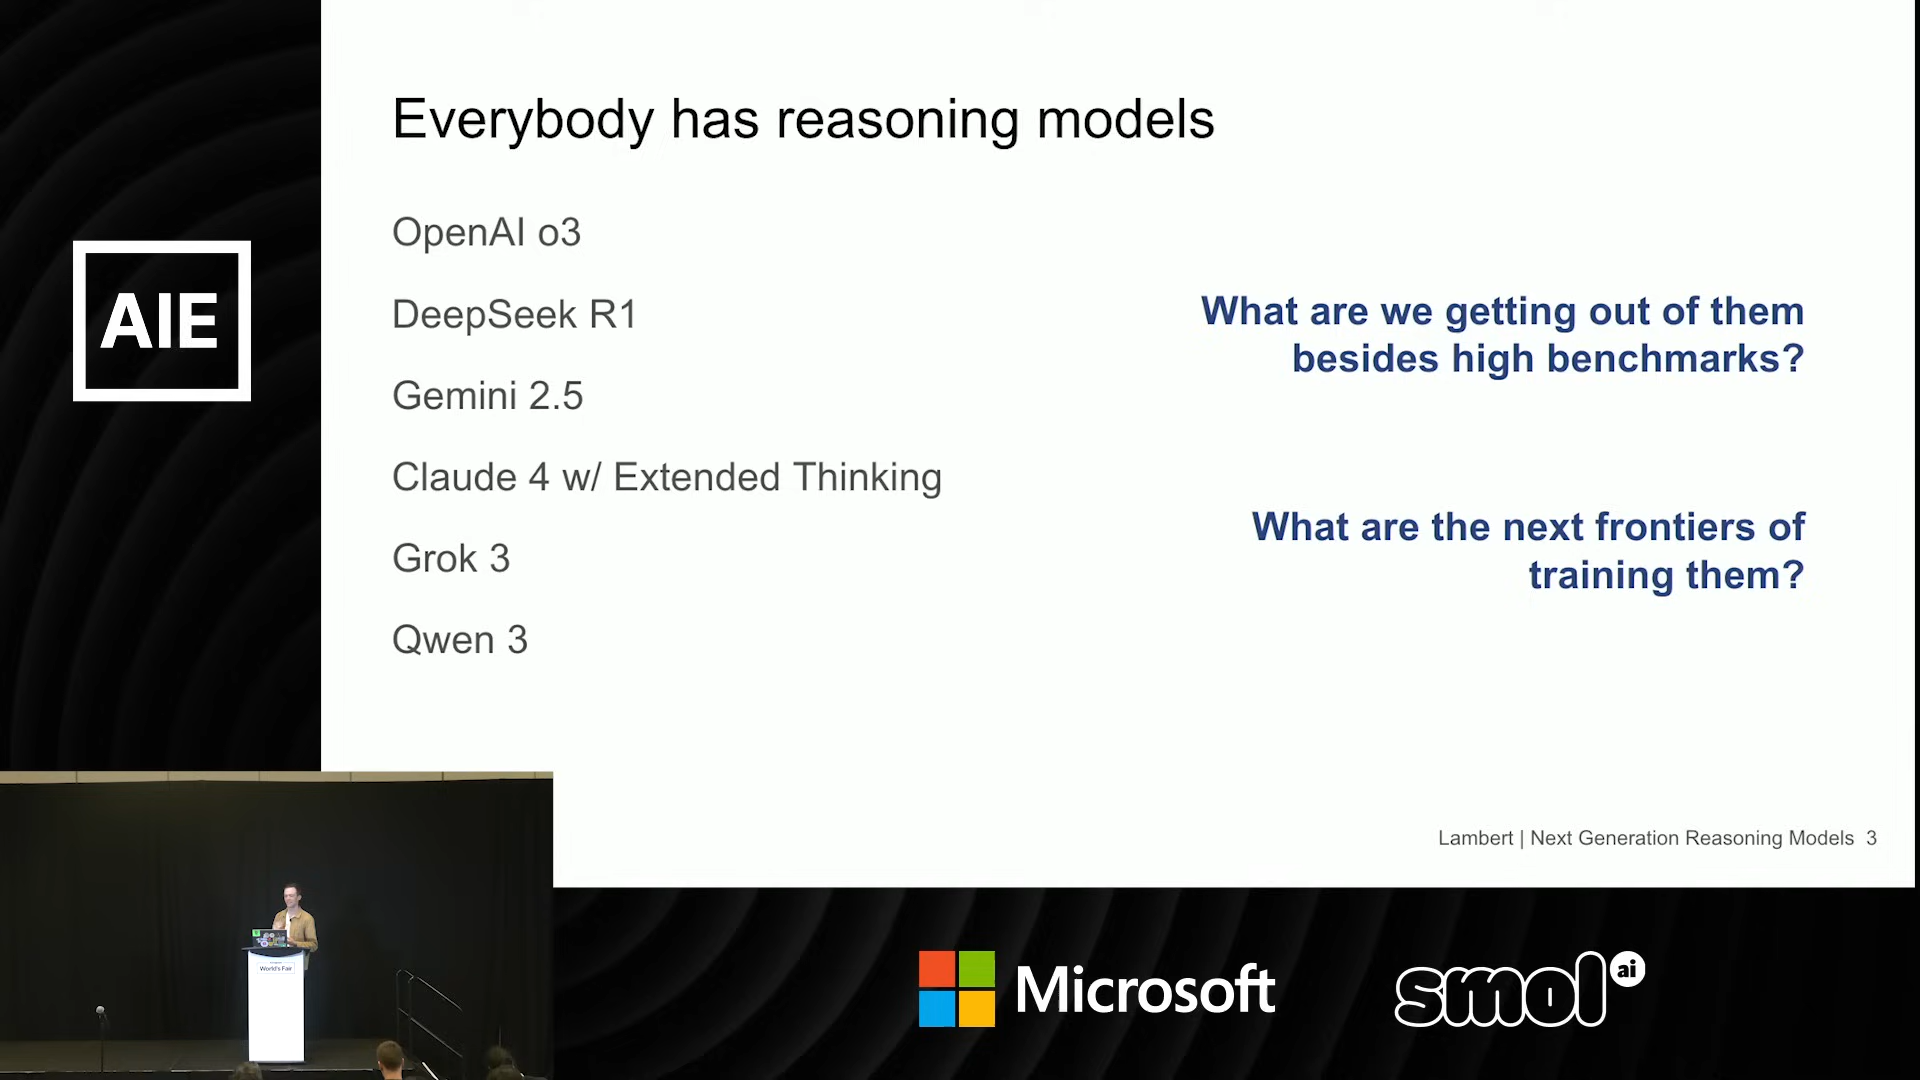 Everybody has reasoning models
OpenAI o3
DeepSeek R1
Gemini 2.5
Claude 4 w/ Extended Thinking
Grok 3
Qwen 3
What are we getting out of them
besides high benchmarks?
What are the next frontiers of
training them?
Lambert | Next Generation Reasoning Models 3
AIE
World's Fair
Microsoft
smol ai